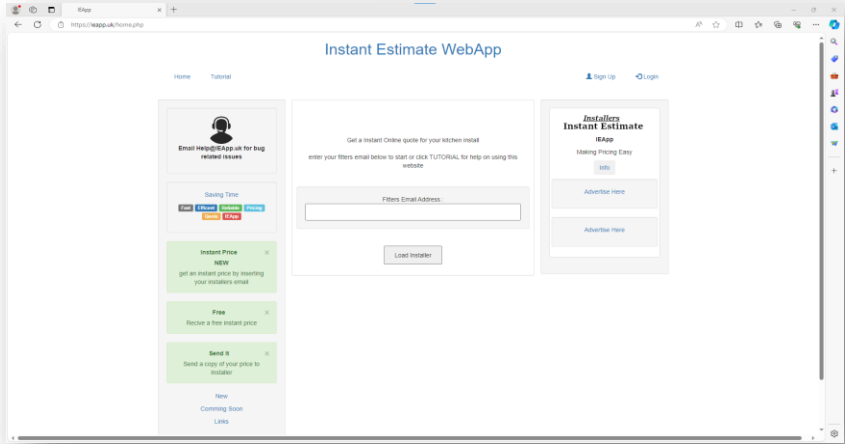 IEApp
https://ieapp.uk/home.php
Instant Estimate WebApp
Home
Tutorial
Sign Up
Login
Email Help@IEApp.uk for bug
related issues
Saving Time
Fast Efficent Reliable Pricing
Quote IEApp
Instant Price
NEW
get an instant price by inserting
your installers email
Free
Recive a free instant price
Send It
Send a copy of your price to
installer
New
Comming Soon
Links
Get a Instant Online quote for your kitchen install
enter your fitters email below to start or click TUTORIAL for help on using this
website
Fitters Email Address :
Load Installer
Installers
Instant Estimate
IEApp
Making Pricing Easy
Info
Advertise Here
Advertise Here